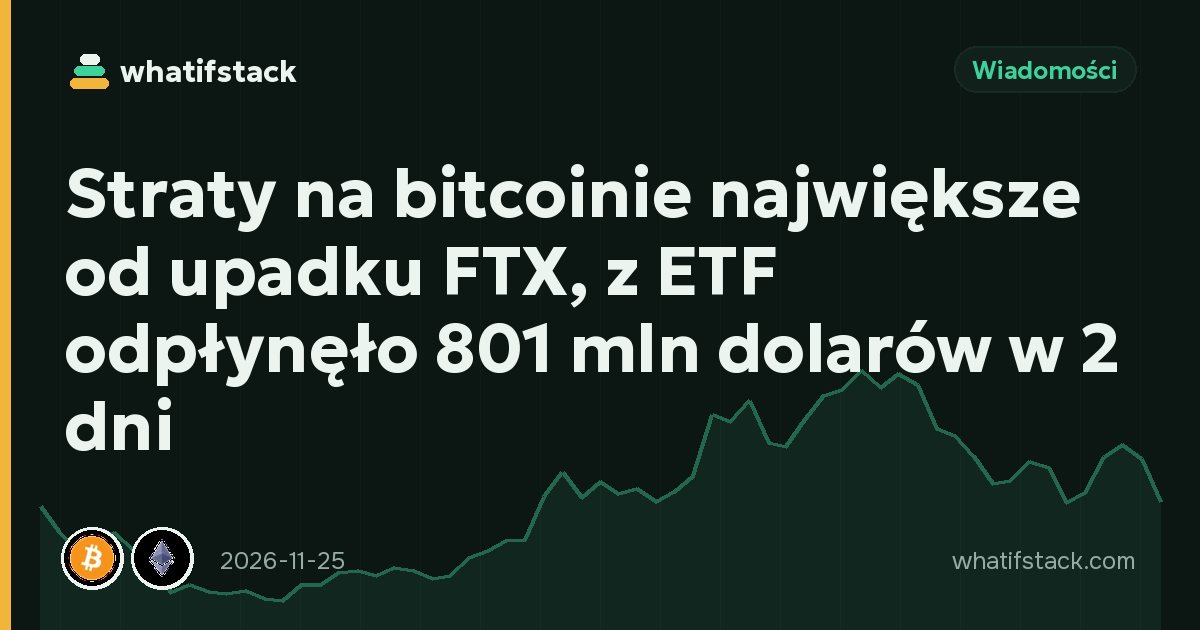 whatifstack
Wiadomości
Straty na bitcoinie największe
od upadku FTX, z ETF
odpłynęło 801 mln dolarów w 2
dni
2026-11-25
whatifstack.com